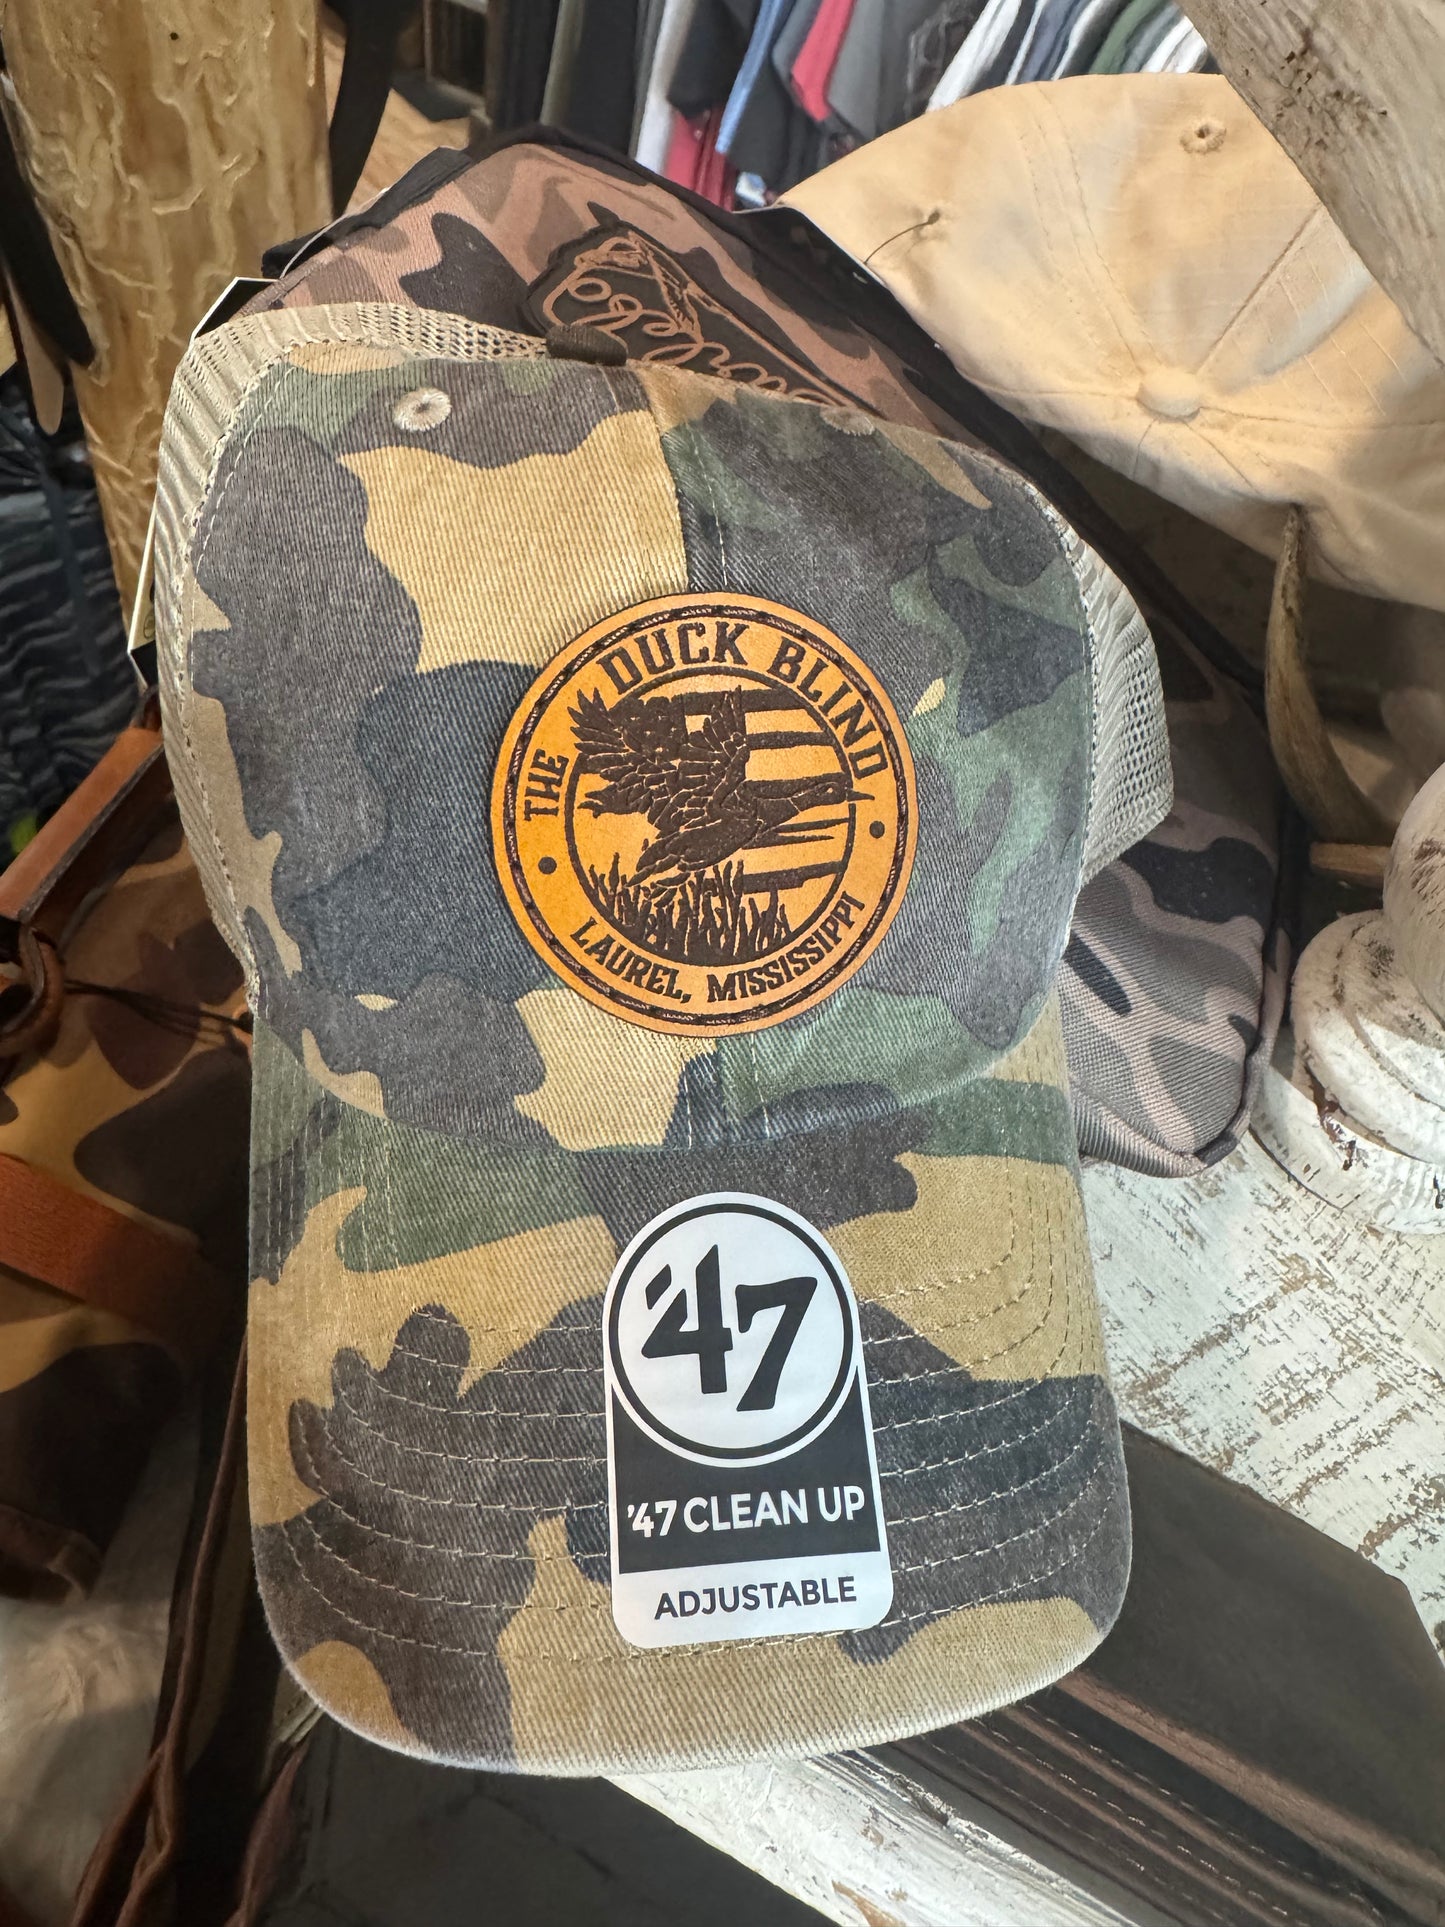 THE DUCK BLIND
LAUREL, MISSISSIPPI
'47
'47 CLEAN UP
ADJUSTABLE